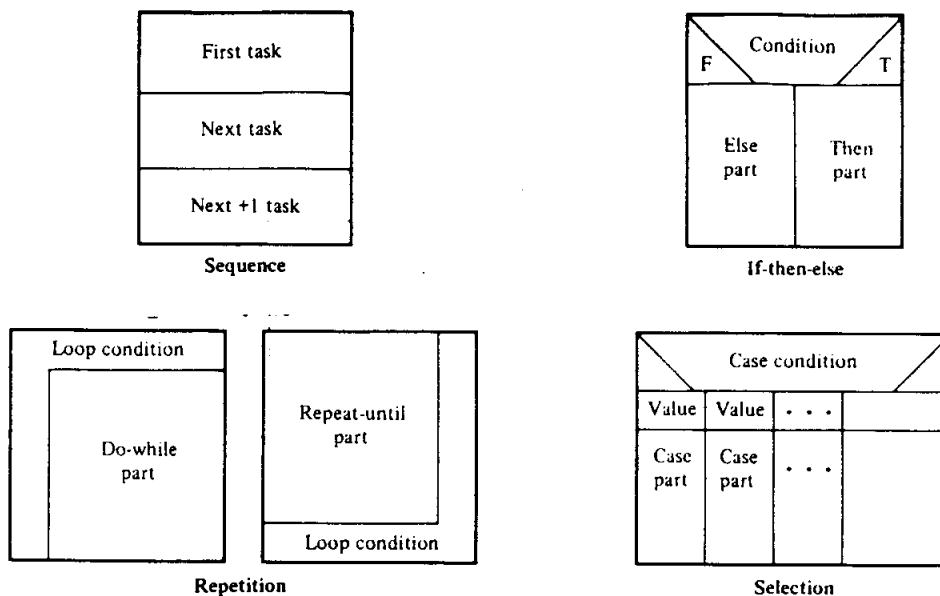 First task
Next task
Next +1 task
Sequence
Condition
F
T
Else
part
Then
part
If-then-else
Loop condition
Do-while
part
Repeat-until
part
Loop condition
Repetition
Case condition
Value Value . . .
Case
part
Case
part
. . .
Selection